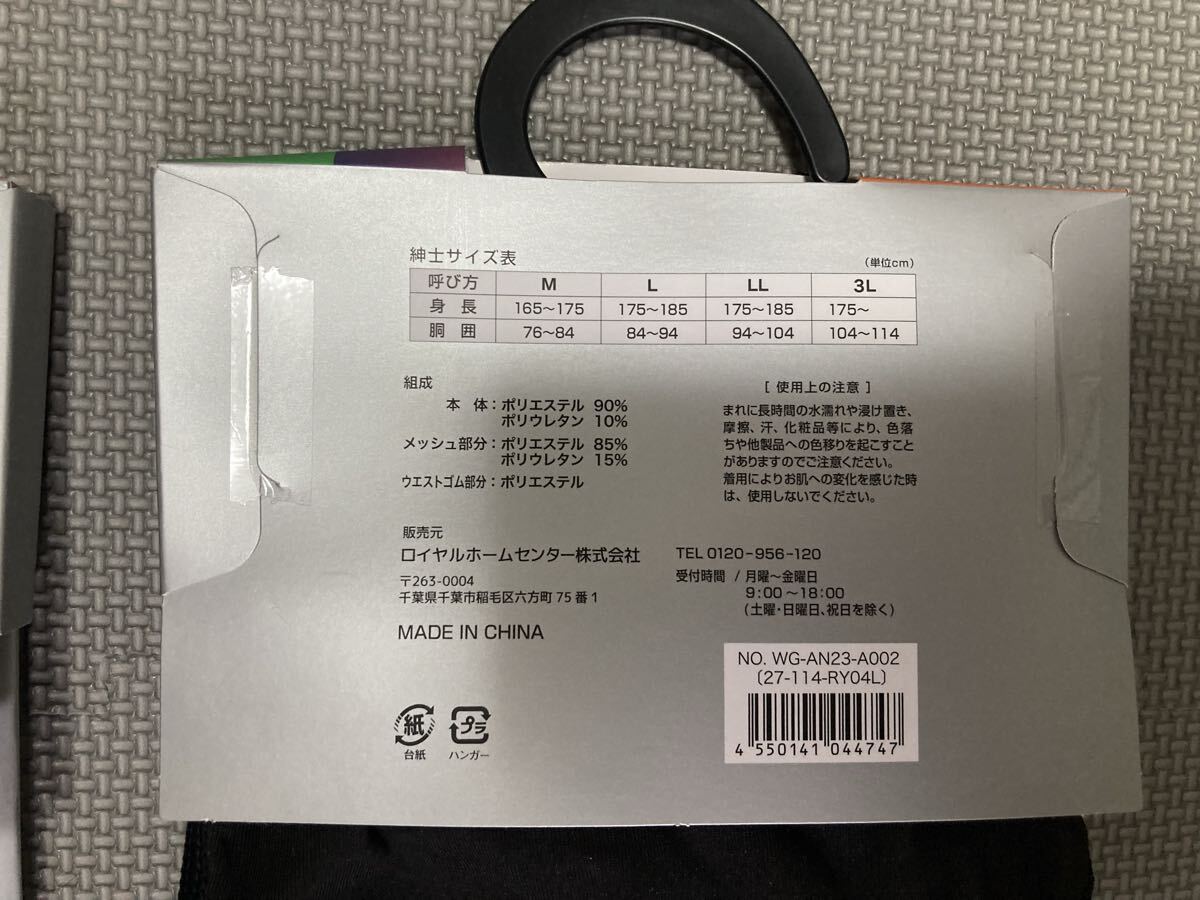 紳士サイズ表
(単位cm)
呼び方 M L LL 3L
身長 165～175 175～185 175～185 175～
胴囲 76～84 84～94 94～104 104～114
組成
本体：ポリエステル 90%
ポリウレタン 10%
メッシュ部分：ポリエステル 85%
ポリウレタン 15%
ウエストゴム部分：ポリエステル
[ 使用上の注意 ]
まれに長時間の水濡れや浸け置き、
摩擦、汗、化粧品等により、色落
ちや他製品への色移りを起こすこと
がありますのでご注意ください。
着用によりお肌への変化を感じた時
は、使用しないでください。
販売元
ロイヤルホームセンター株式会社
〒263-0004
千葉県千葉市稲毛区六方町75番1
MADE IN CHINA
TEL 0120-956-120
受付時間 / 月曜～金曜日
9:00～18:00
(土曜・日曜日、祝日を除く)
NO. WG-AN23-A002
(27-114-RY04L)
4 550141 044747
紙
台紙
プラ
ハンガー